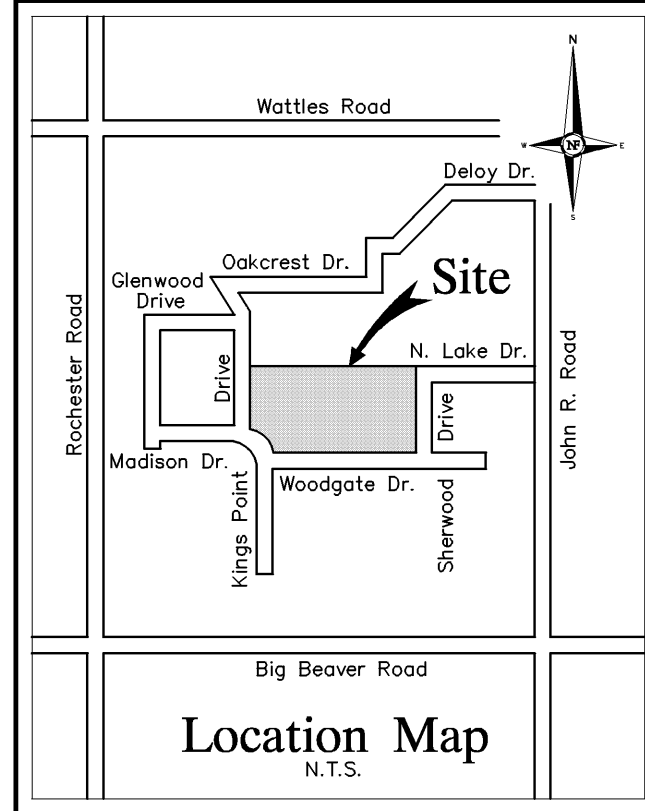 N
Wattles Road
W
NF
E
Deloy Dr.
S
Oakcrest Dr.
Glenwood
Drive
Site
Rochester Road
Drive
N. Lake Dr.
John R. Road
Drive
Madison Dr.
Woodgate Dr.
Kings Point
Sherwood
Big Beaver Road
Location Map
N.T.S.